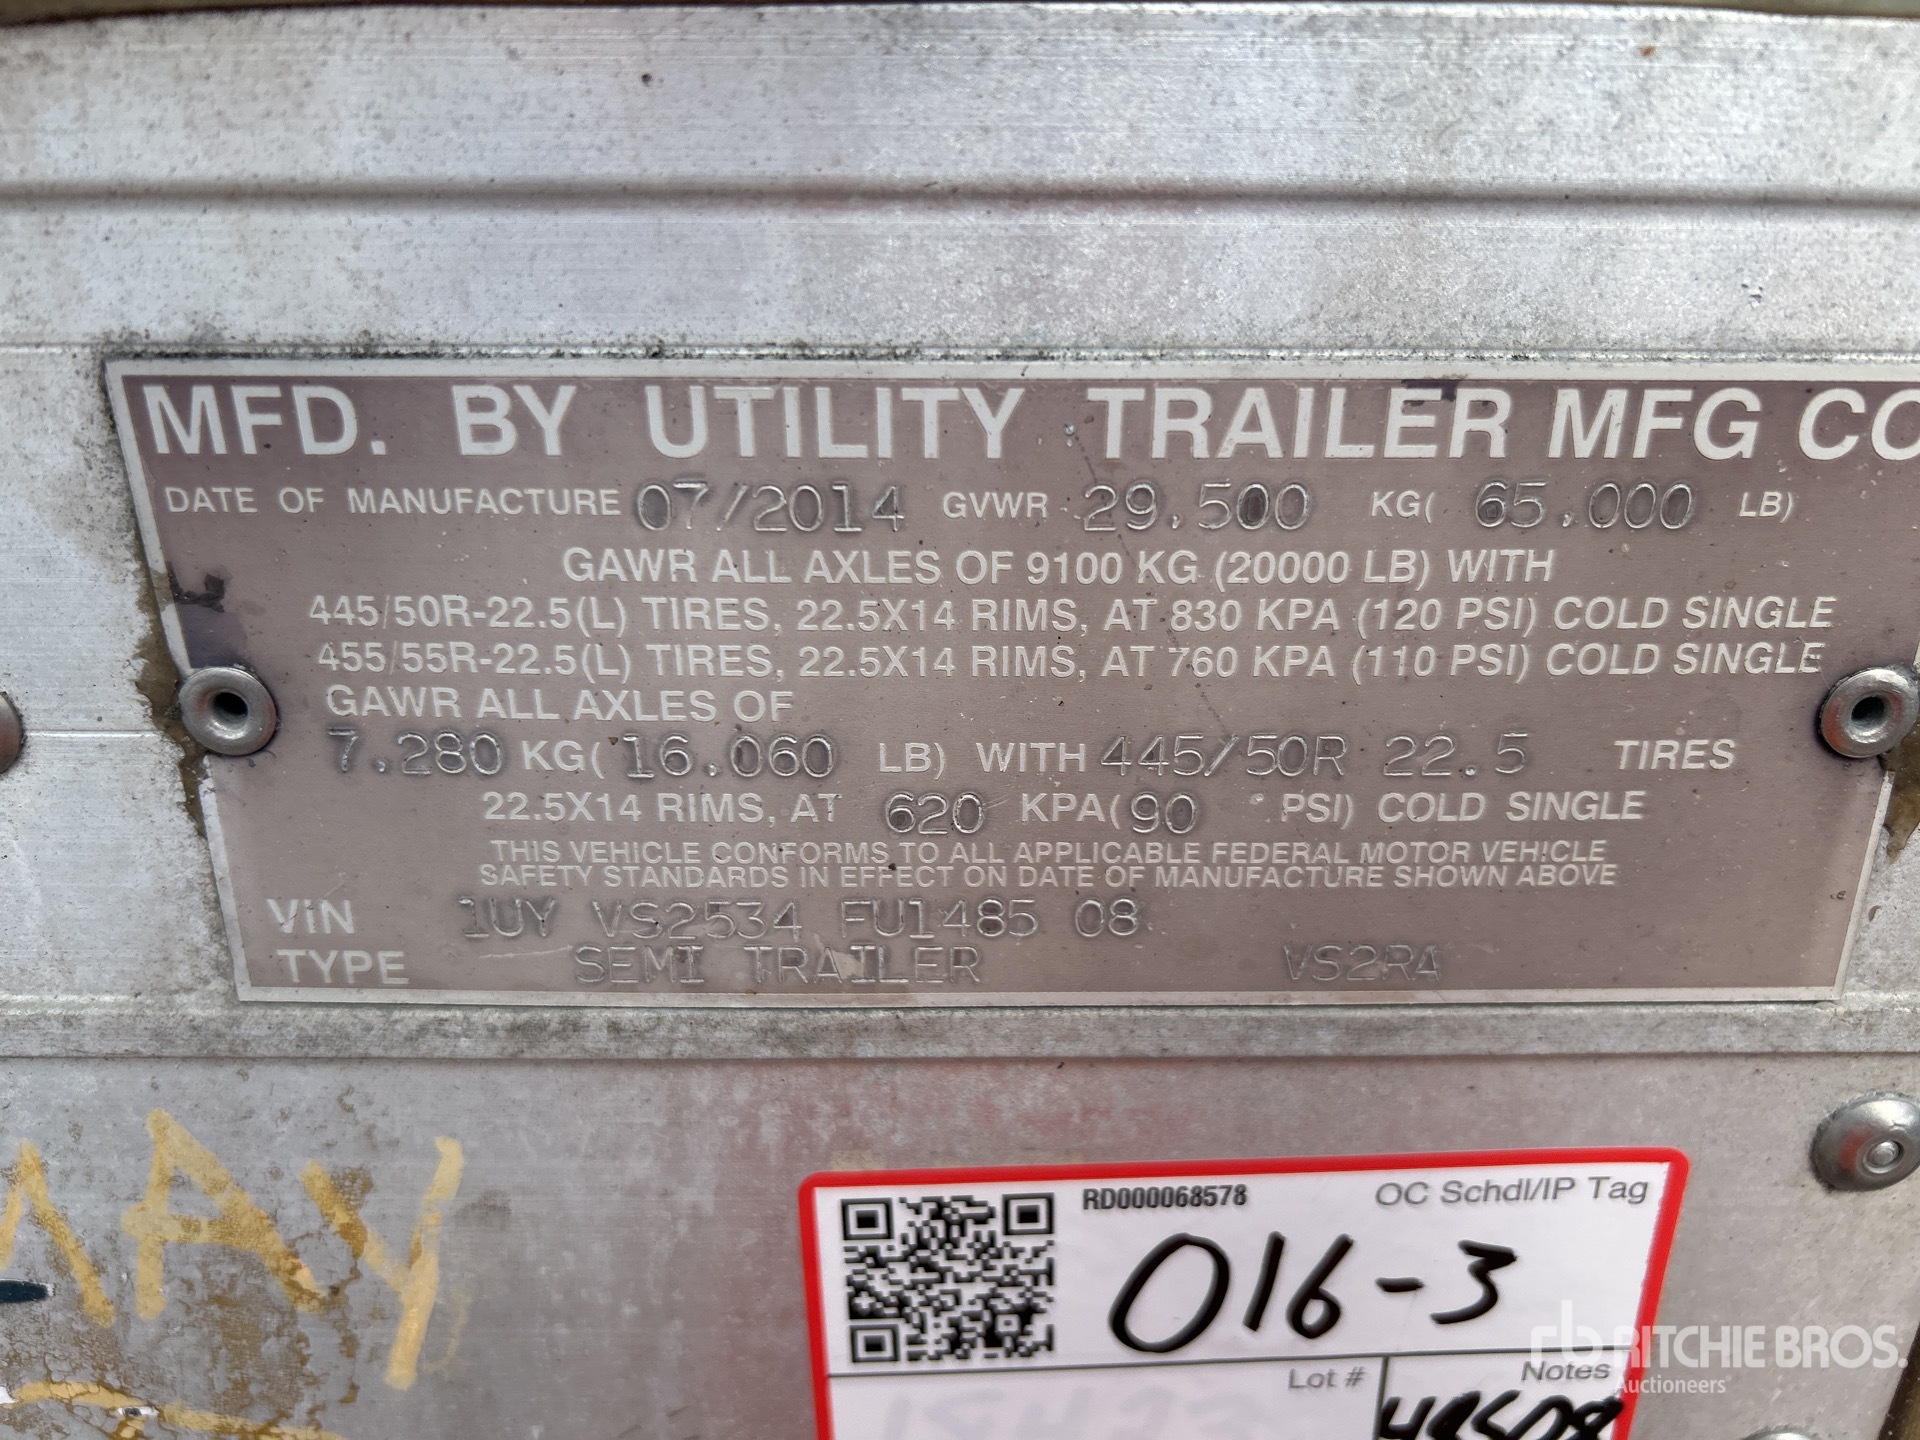 MFD. BY UTILITY TRAILER MFG CO
DATE OF MANUFACTURE 07/2014 GVWR 29.500 KG( 65.000 LB)
GAWR ALL AXLES OF 9100 KG (20000 LB) WITH
445/50R-22.5(L) TIRES, 22.5X14 RIMS, AT 830 KPA (120 PSI) COLD SINGLE
455/55R-22.5(L) TIRES, 22.5X14 RIMS, AT 760 KPA (110 PSI) COLD SINGLE
GAWR ALL AXLES OF
7.280 KG( 16.060 LB) WITH 445/50R 22.5 TIRES
22.5X14 RIMS, AT 620 KPA( 90 PSI) COLD SINGLE
THIS VEHICLE CONFORMS TO ALL APPLICABLE FEDERAL MOTOR VEHICLE
SAFETY STANDARDS IN EFFECT ON DATE OF MANUFACTURE SHOWN ABOVE
VIN 1UY VS2534 FU1485 08
TYPE SEMI TRAILER VS2RA
MAY
RD000068578 OC Schdl/IP Tag
016-3
Lot # Notes
48508
rb RITCHIE BROS.
Auctioneers